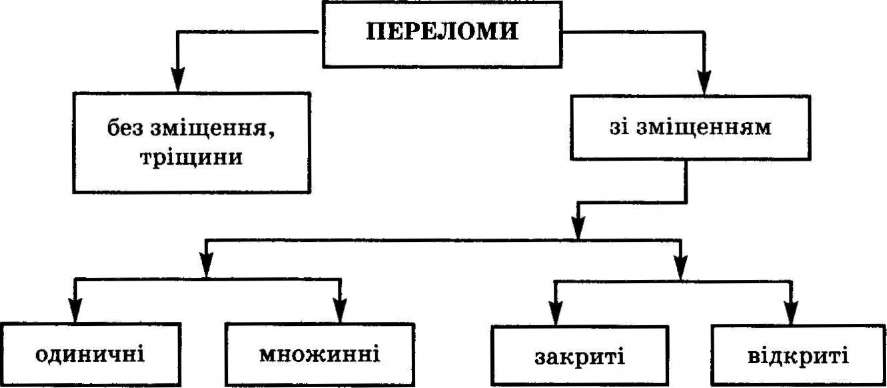 ПЕРЕЛОМИ
без зміщення,
тріщини
зі зміщенням
одиничні
множинні
закриті
відкриті